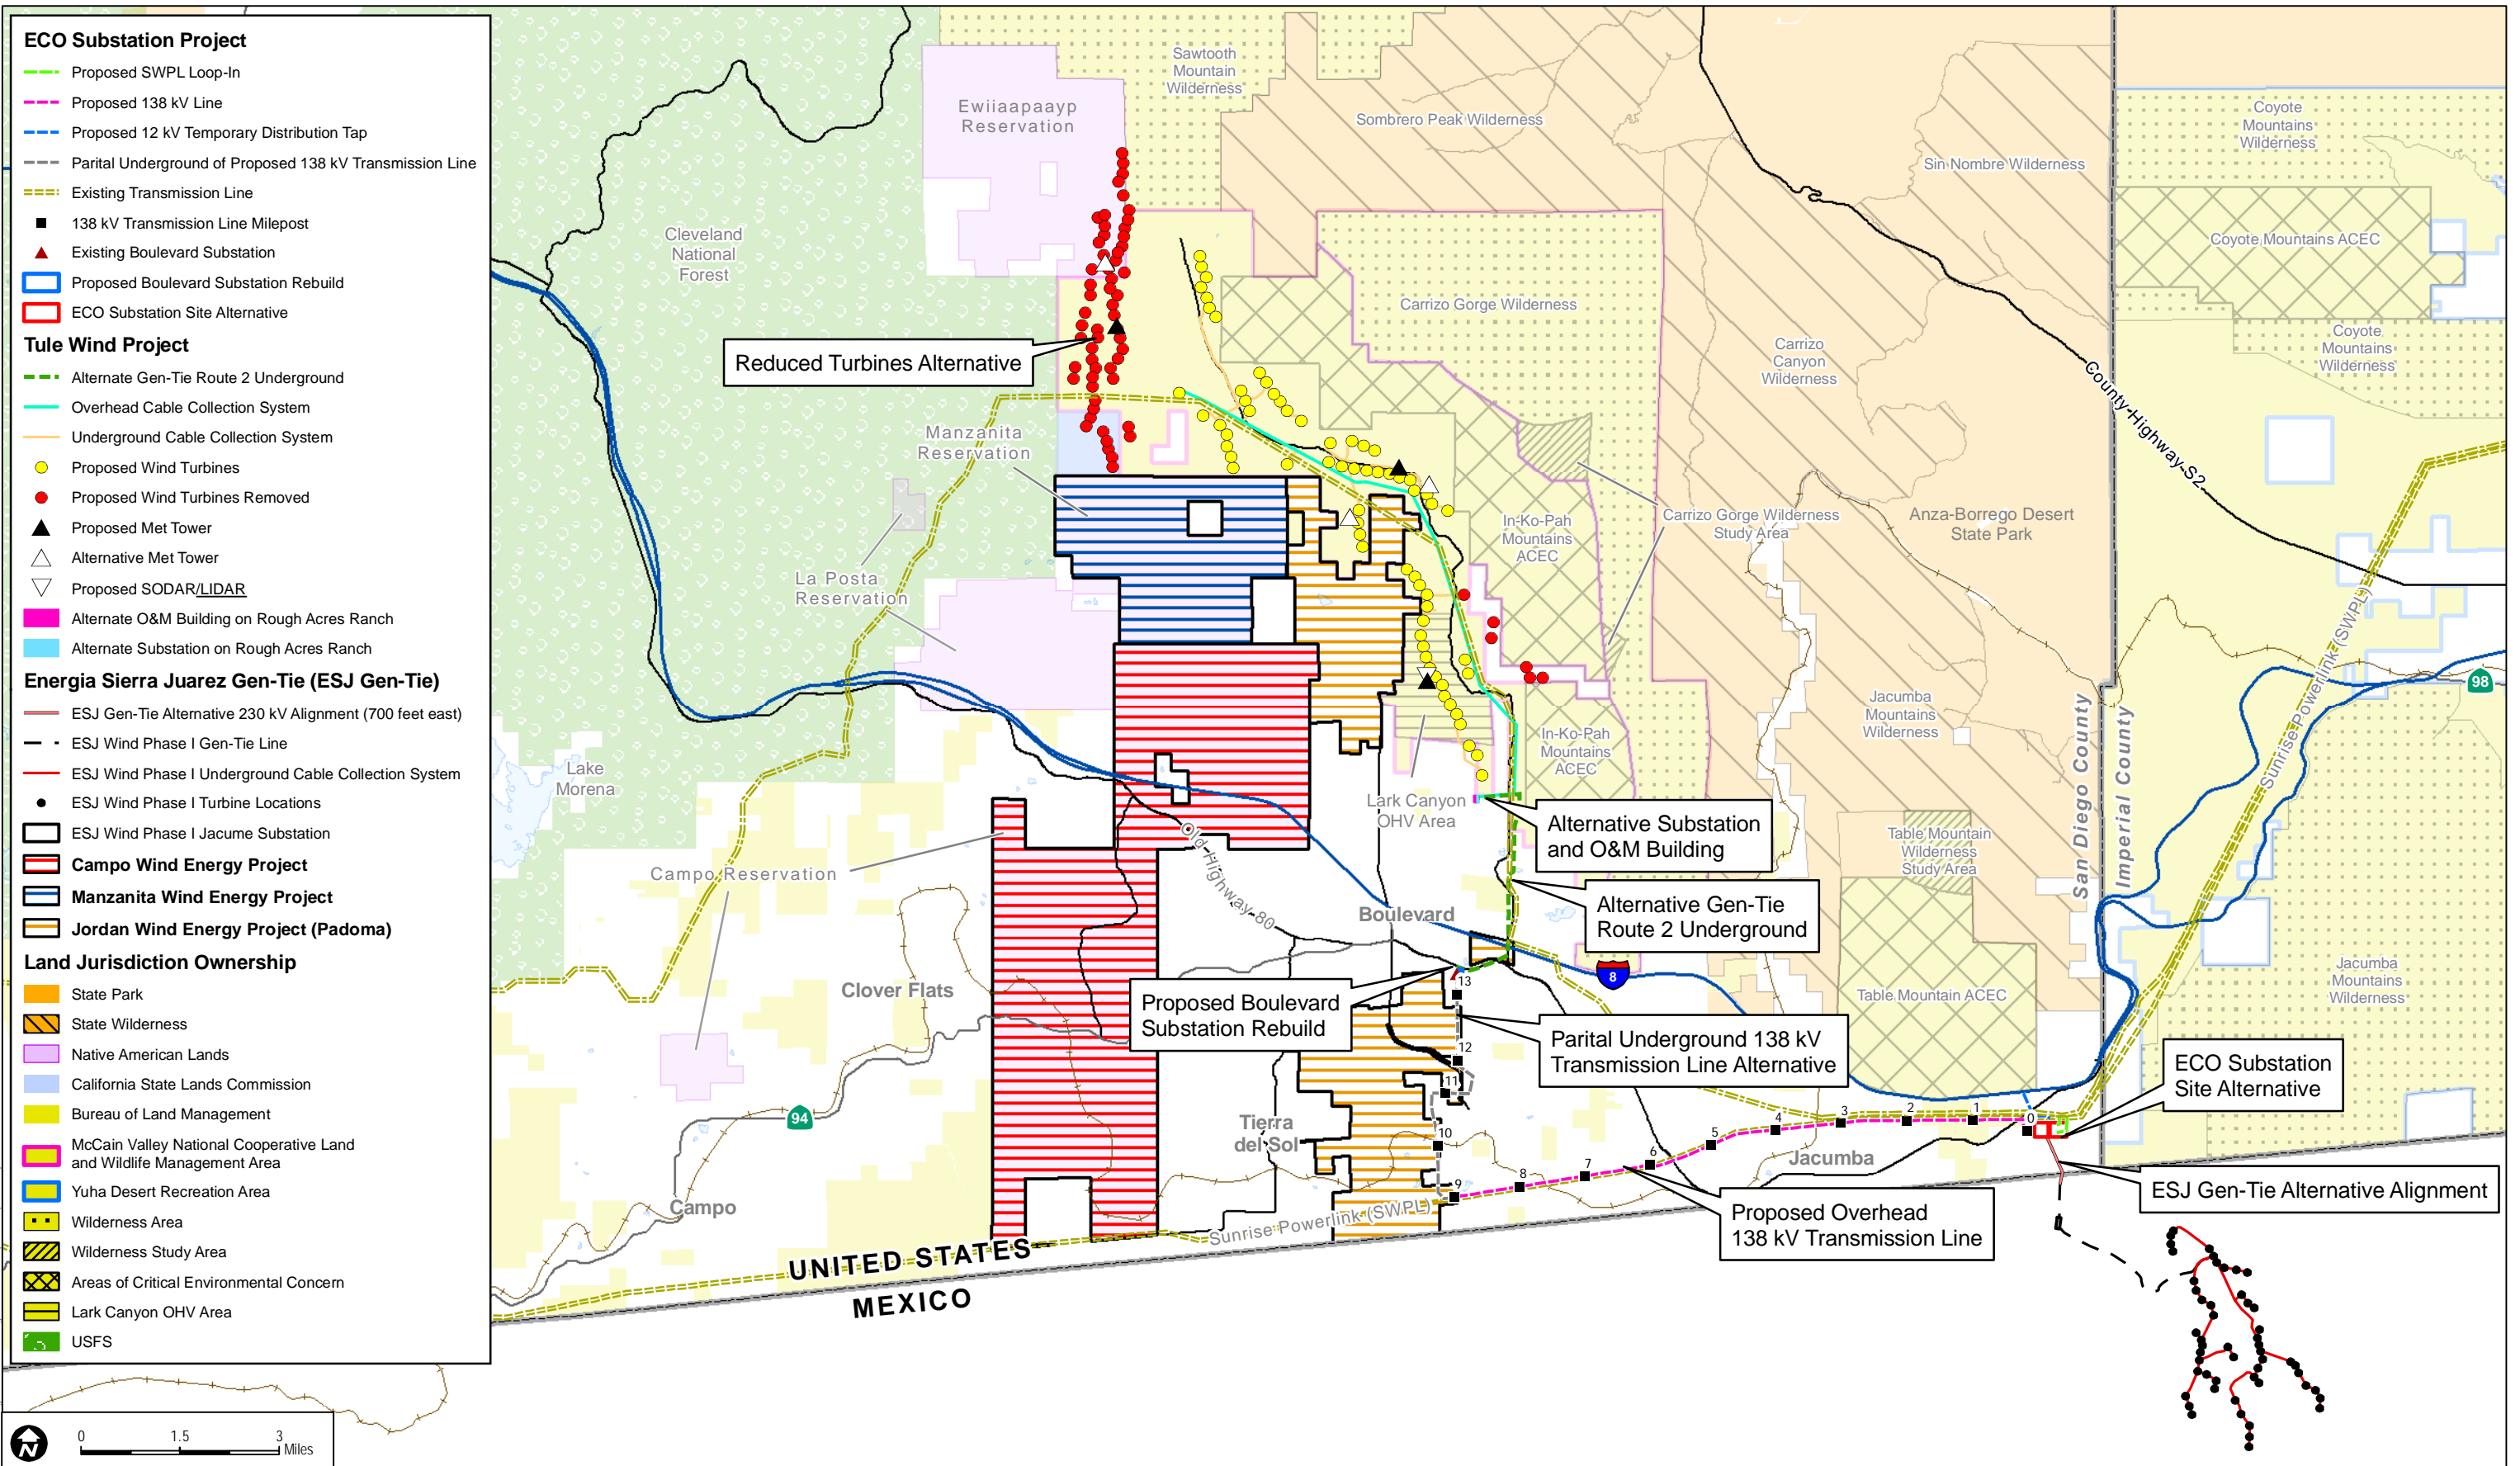 ECO Substation Project
Proposed SWPL Loop-In
Proposed 138 kV Line
Proposed 12 kV Temporary Distribution Tap
Parital Underground of Proposed 138 kV Transmission Line
Existing Transmission Line
138 kV Transmission Line Milepost
Existing Boulevard Substation
Proposed Boulevard Substation Rebuild
ECO Substation Site Alternative
Tule Wind Project
Alternate Gen-Tie Route 2 Underground
Overhead Cable Collection System
Underground Cable Collection System
Proposed Wind Turbines
Proposed Wind Turbines Removed
Proposed Met Tower
Alternative Met Tower
Proposed SODAR/LIDAR
Alternate O&M Building on Rough Acres Ranch
Alternate Substation on Rough Acres Ranch
Energia Sierra Juarez Gen-Tie (ESJ Gen-Tie)
ESJ Gen-Tie Alternative 230 kV Alignment (700 feet east)
ESJ Wind Phase I Gen-Tie Line
ESJ Wind Phase I Underground Cable Collection System
ESJ Wind Phase I Turbine Locations
ESJ Wind Phase I Jacume Substation
Campo Wind Energy Project
Manzanita Wind Energy Project
Jordan Wind Energy Project (Padoma)
Land Jurisdiction Ownership
State Park
State Wilderness
Native American Lands
California State Lands Commission
Bureau of Land Management
McCain Valley National Cooperative Land
and Wildlife Management Area
Yuha Desert Recreation Area
Wilderness Area
Wilderness Study Area
Areas of Critical Environmental Concern
Lark Canyon OHV Area
USFS
N
0
1.5
3
Miles
Ewiiaapaayp
Reservation
Sawtooth
Mountain
Wilderness
Sombrero Peak Wilderness
Sin Nombre Wilderness
Coyote
Mountains
Wilderness
Coyote Mountains ACEC
Coyote
Mountains
Wilderness
Cleveland
National
Forest
Carrizo Gorge Wilderness
Carrizo
Canyon
Wilderness
County Highway S2
Reduced Turbines Alternative
Manzanita
Reservation
In-Ko-Pah
Mountains
ACEC
Carrizo Gorge Wilderness
Study Area
Anza-Borrego Desert
State Park
La Posta
Reservation
Sunrise Powerlink (SWPL)
98
Jacumba
Mountains
Wilderness
San Diego County
Imperial County
In-Ko-Pah
Mountains
ACEC
Lake
Morena
Lark Canyon
OHV Area
Alternative Substation
and O&M Building
Old Highway 80
Table Mountain
Wilderness
Study Area
Campo Reservation
Alternative Gen-Tie
Route 2 Underground
Boulevard
8
Jacumba
Mountains
Wilderness
Clover Flats
Table Mountain ACEC
Proposed Boulevard
Substation Rebuild
13
Parital Underground 138 kV
Transmission Line Alternative
12
11
ECO Substation
Site Alternative
94
Tierra
del Sol
10
9
8
7
6
5
4
3
2
1
0
Jacumba
ESJ Gen-Tie Alternative Alignment
Campo
Proposed Overhead
138 kV Transmission Line
Sunrise Powerlink (SWPL)
UNITED STATES
MEXICO